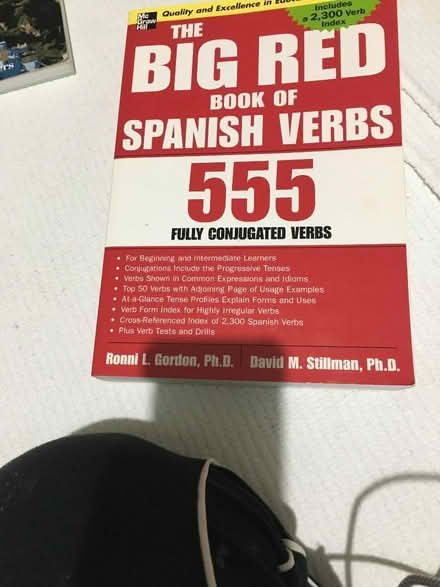 Mc
Graw
Hill
Quality and Excellence in
Includes
a 2,300 Verb
Index
THE
BIG RED
BOOK OF
SPANISH VERBS
555
FULLY CONJUGATED VERBS
• For Beginning and Intermediate Learners
• Conjugations Include the Progressive Tenses
• Verbs Shown in Common Expressions and Idioms
• Top 50 Verbs with Adjoining Page of Usage Examples
• At-a-Glance Tense Profiles Explain Forms and Uses
• Verb Form Index for Highly Irregular Verbs
• Cross-Referenced Index of 2,300 Spanish Verbs
• Plus Verb Tests and Drills
Ronni L. Gordon, Ph.D. | David M. Stillman, Ph.D.